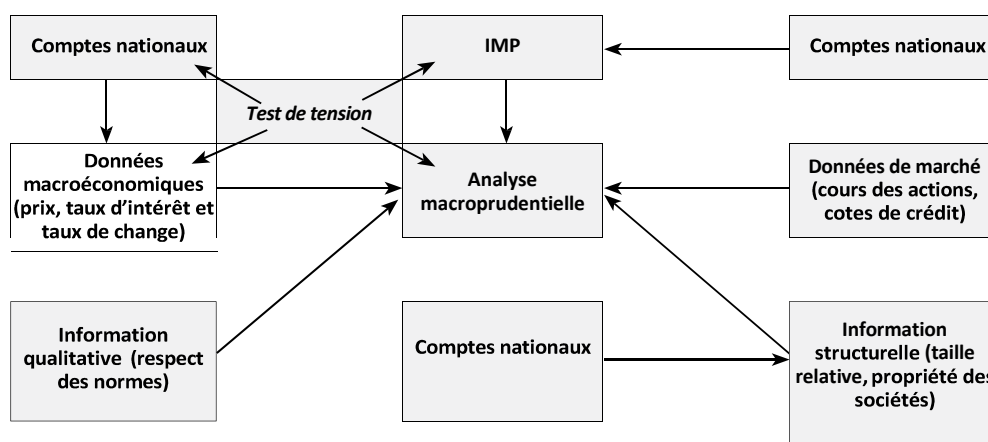 Comptes nationaux
IMP
Comptes nationaux
Test de tension
Données
macroéconomiques
(prix, taux d’intérêt et
taux de change)
Analyse
macroprudentielle
Données de marché
(cours des actions,
cotes de crédit)
Information
qualitative (respect
des normes)
Comptes nationaux
Information
structurelle (taille
relative, propriété des
sociétés)